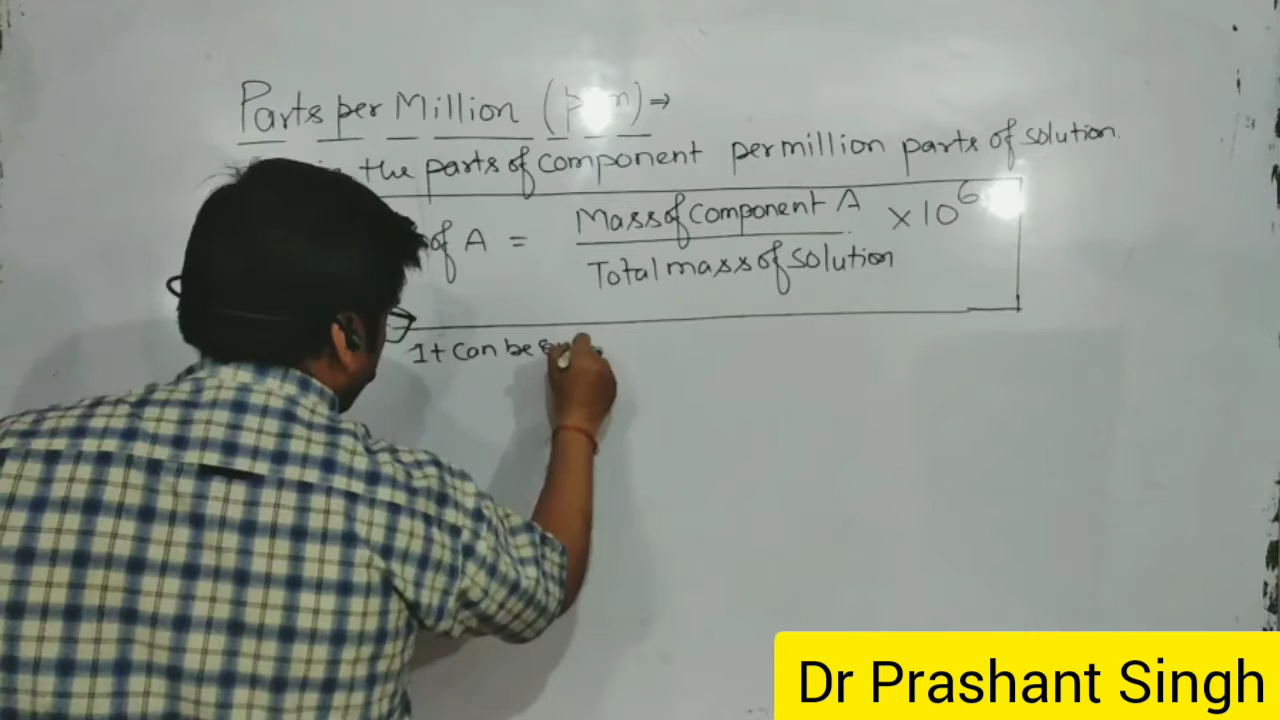 Parts per Million (p m) →
the parts of component per million parts of solution.
of A = Mass of component A × 10⁶
Total mass of solution
It can be
Dr Prashant Singh